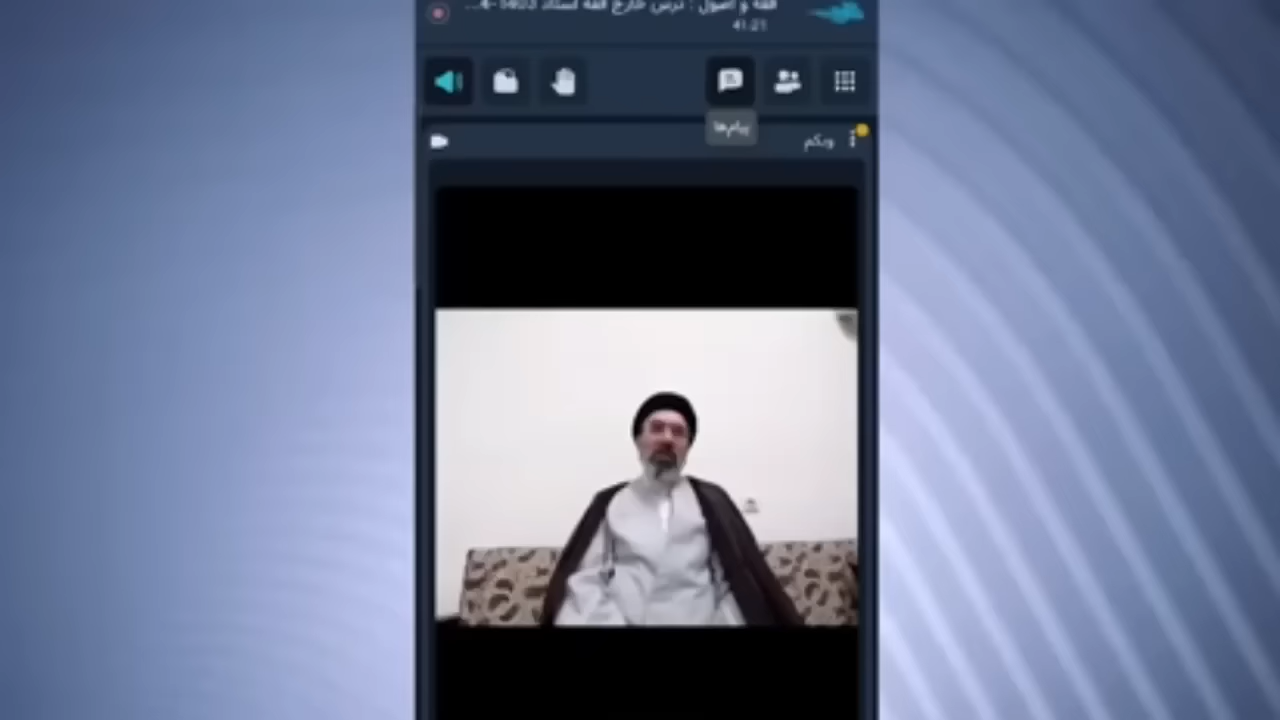 فقه و اصول : درس خارج فقه استاد 1403-4...
41:21
پیام‌ها
وبکم